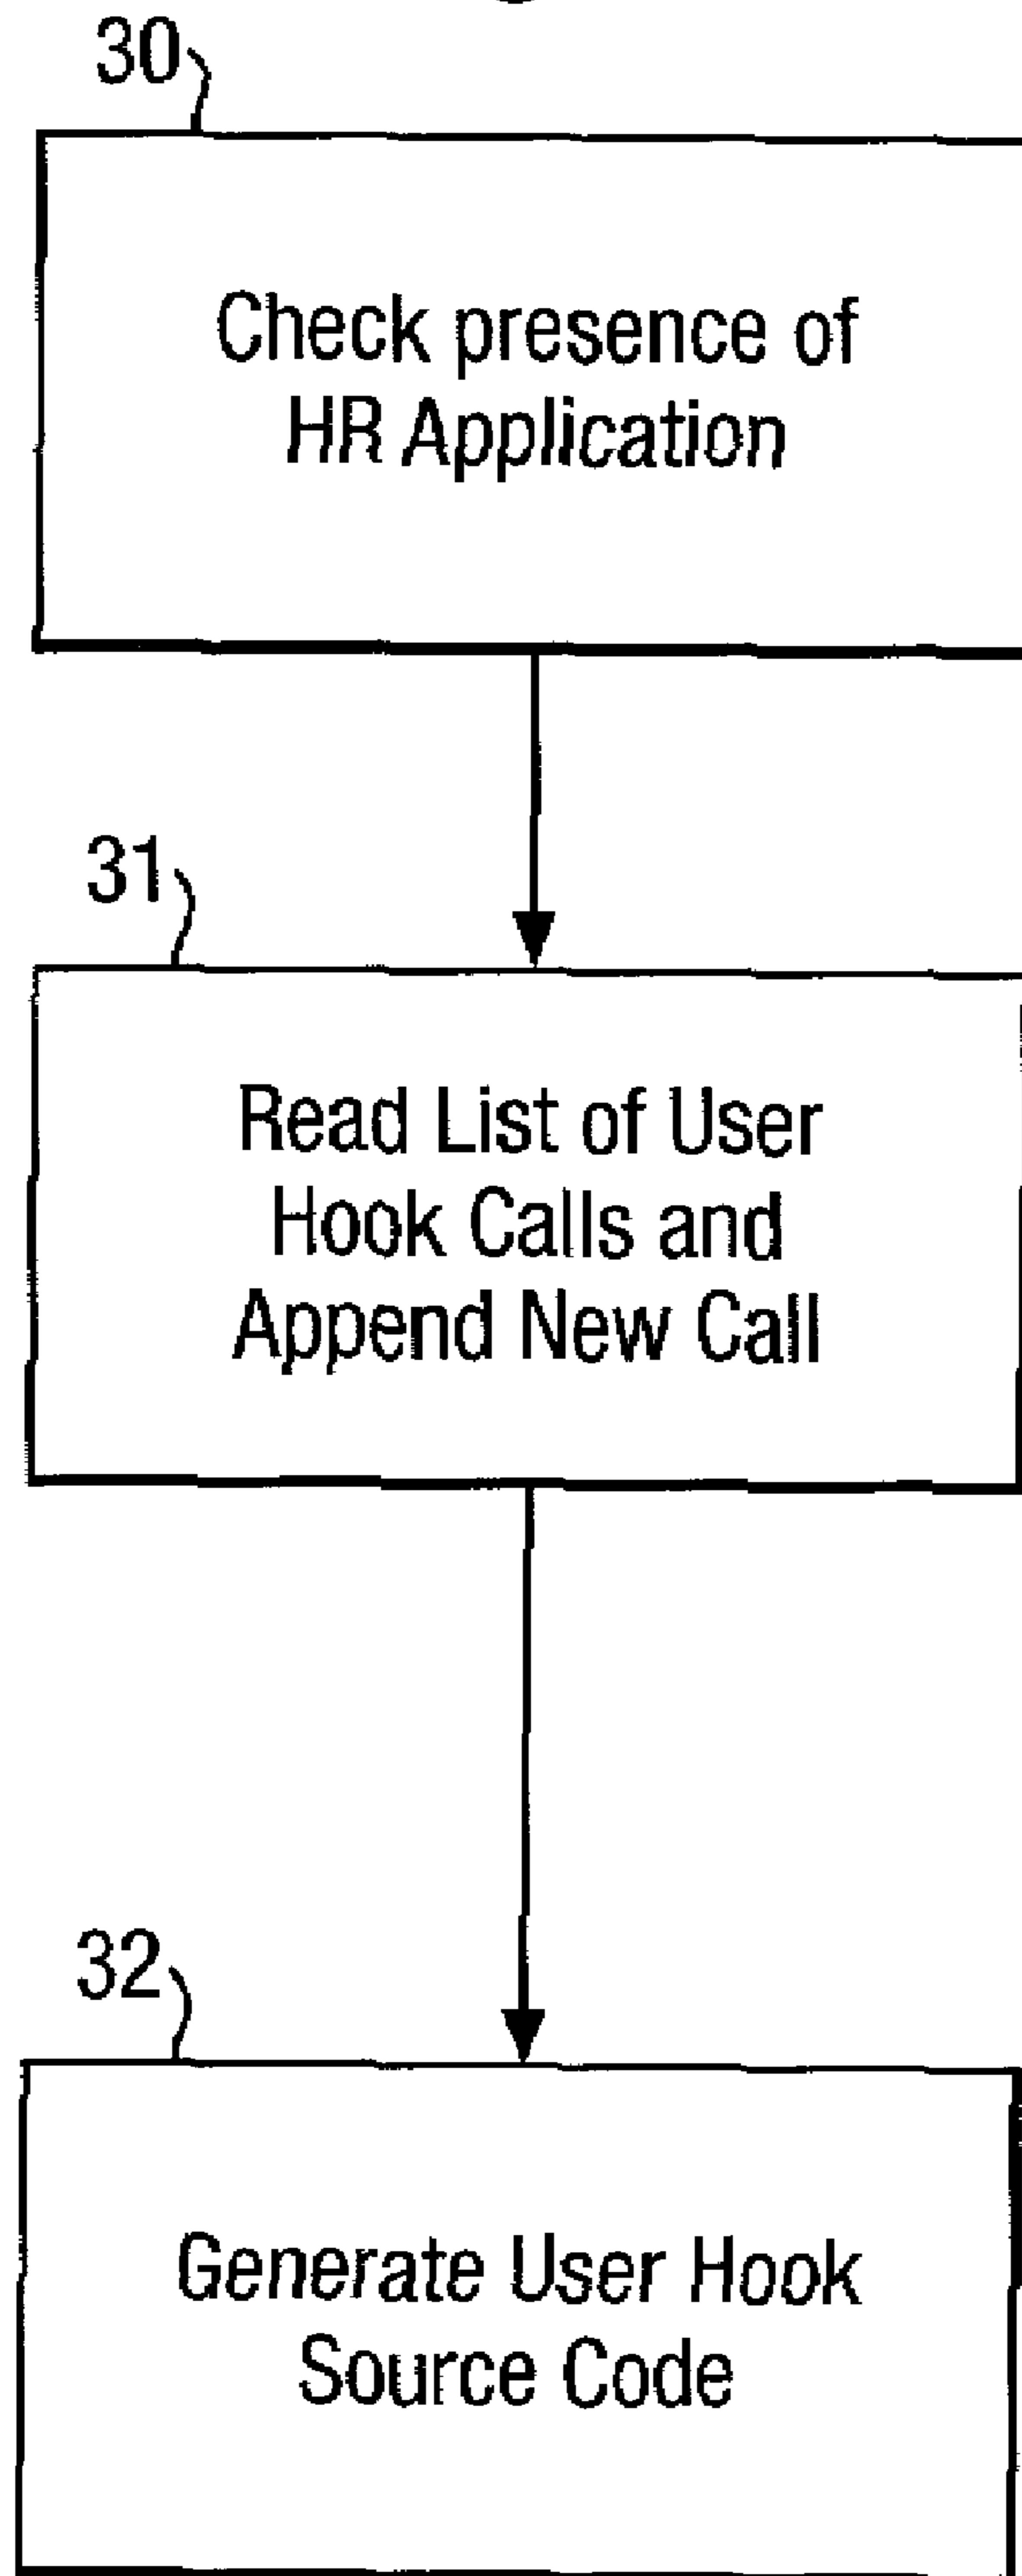 30
Check presence of
HR Application
31
Read List of User
Hook Calls and
Append New Call
32
Generate User Hook
Source Code